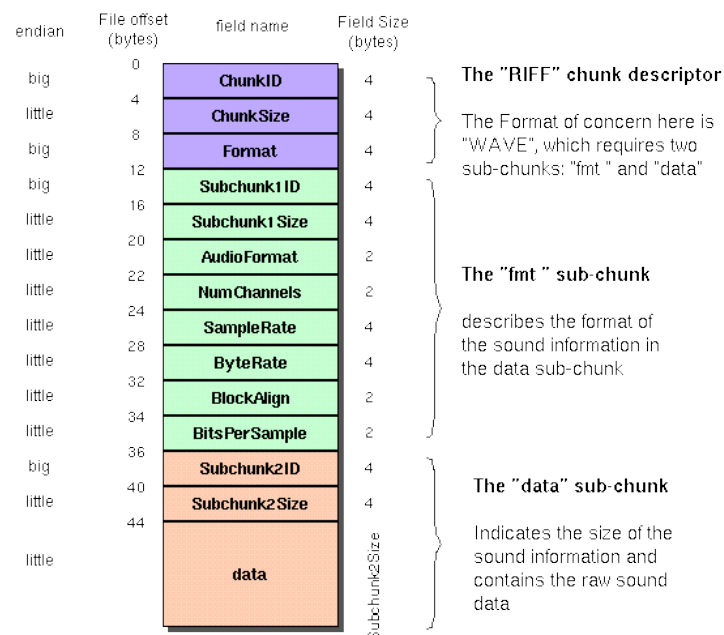 endian File offset (bytes) field name Field Size (bytes)
0
big ChunkID 4
4
little ChunkSize 4
8
big Format 4
12
big Subchunk1ID 4
16
little Subchunk1Size 4
20
little AudioFormat 2
22
little NumChannels 2
24
little SampleRate 4
28
little ByteRate 4
32
little BlockAlign 2
34
little BitsPerSample 2
36
big Subchunk2ID 4
40
little Subchunk2Size 4
44
little data Subchunk2Size
The "RIFF" chunk descriptor
The Format of concern here is
"WAVE", which requires two
sub-chunks: "fmt " and "data"
The "fmt " sub-chunk
describes the format of
the sound information in
the data sub-chunk
The "data" sub-chunk
Indicates the size of the
sound information and
contains the raw sound
data